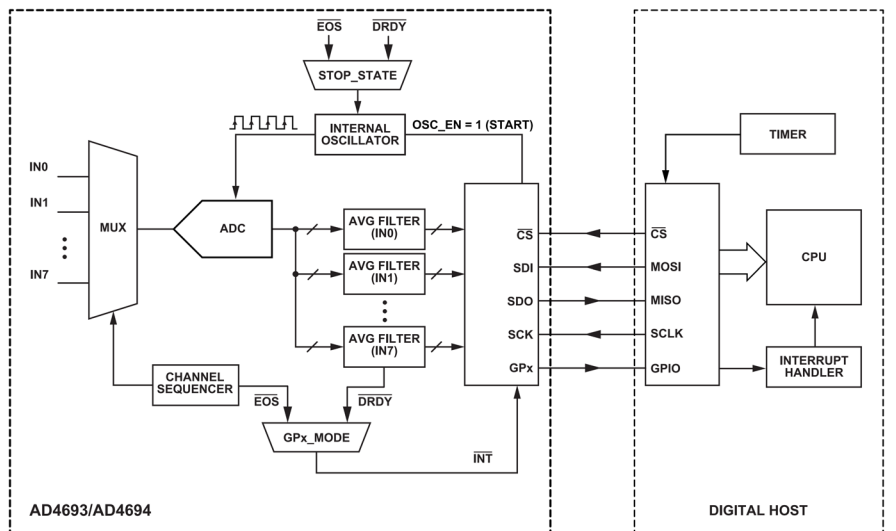 EOS
DRDY
STOP_STATE
INTERNAL
OSCILLATOR
OSC_EN = 1 (START)
TIMER
IN0
IN1
IN7
MUX
ADC
AVG FILTER
(IN0)
AVG FILTER
(IN1)
AVG FILTER
(IN7)
CS
SDI
SDO
SCK
GPx
CS
MOSI
MISO
SCLK
GPIO
CPU
INTERRUPT
HANDLER
CHANNEL
SEQUENCER
EOS
DRDY
GPx_MODE
INT
AD4693/AD4694
DIGITAL HOST